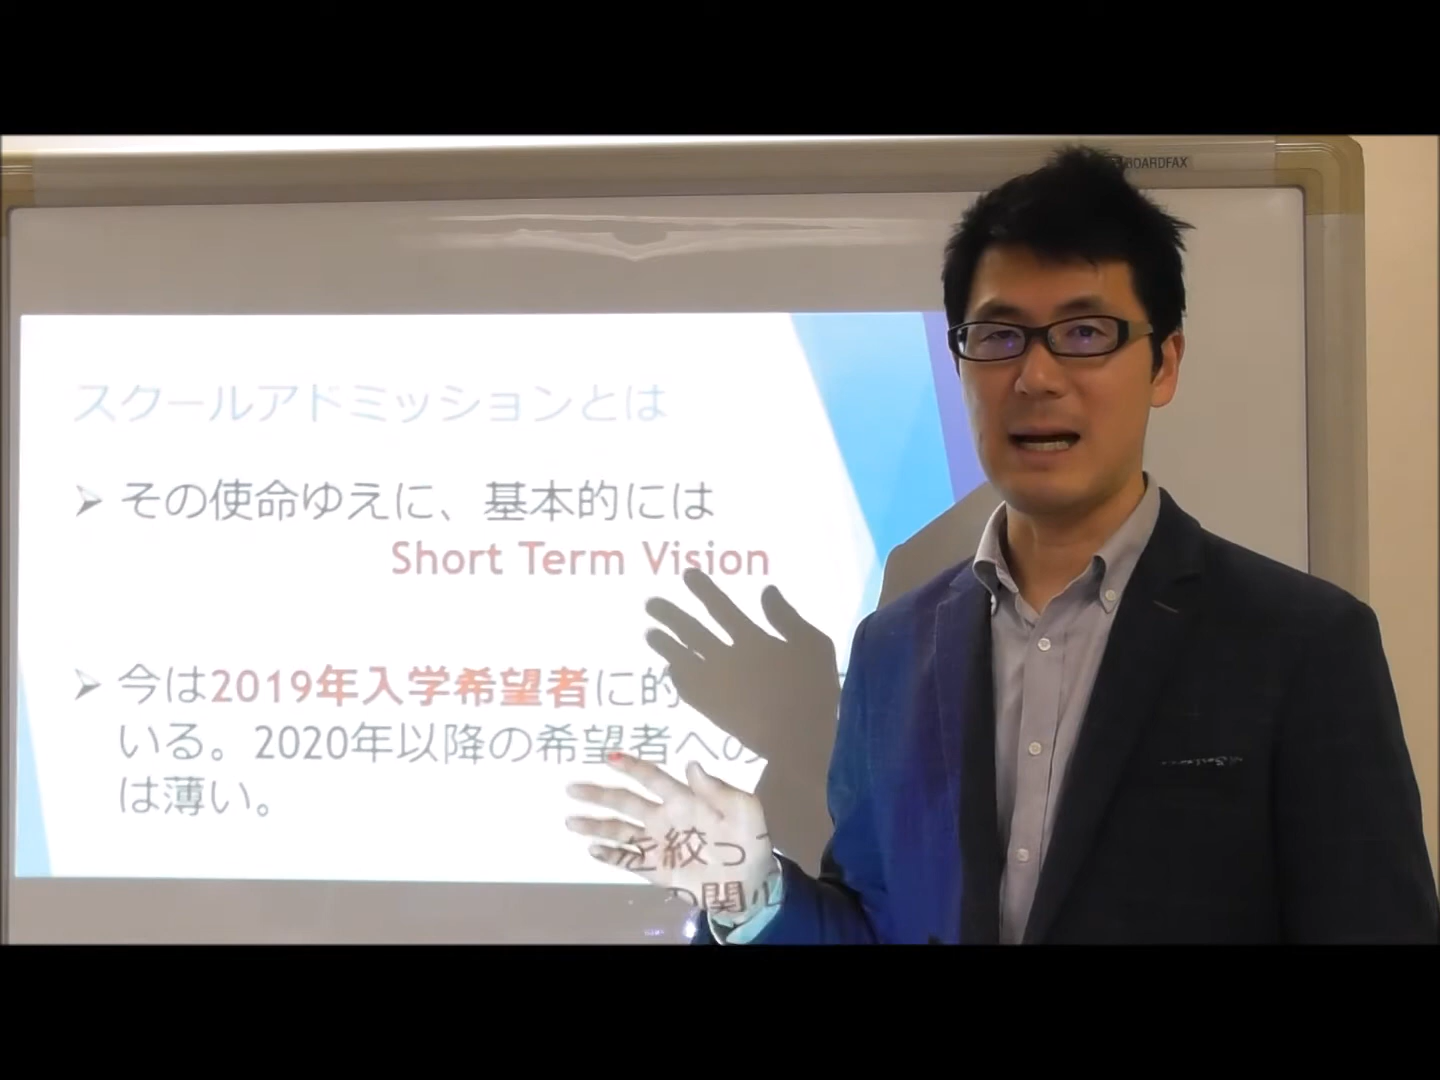 BOARDFAX
スクールアドミッションとは
その使命ゆえに、基本的には
Short Term Vision
今は2019年入学希望者に的
を絞って
いる。2020年以降の希望者への
の関心
は薄い。